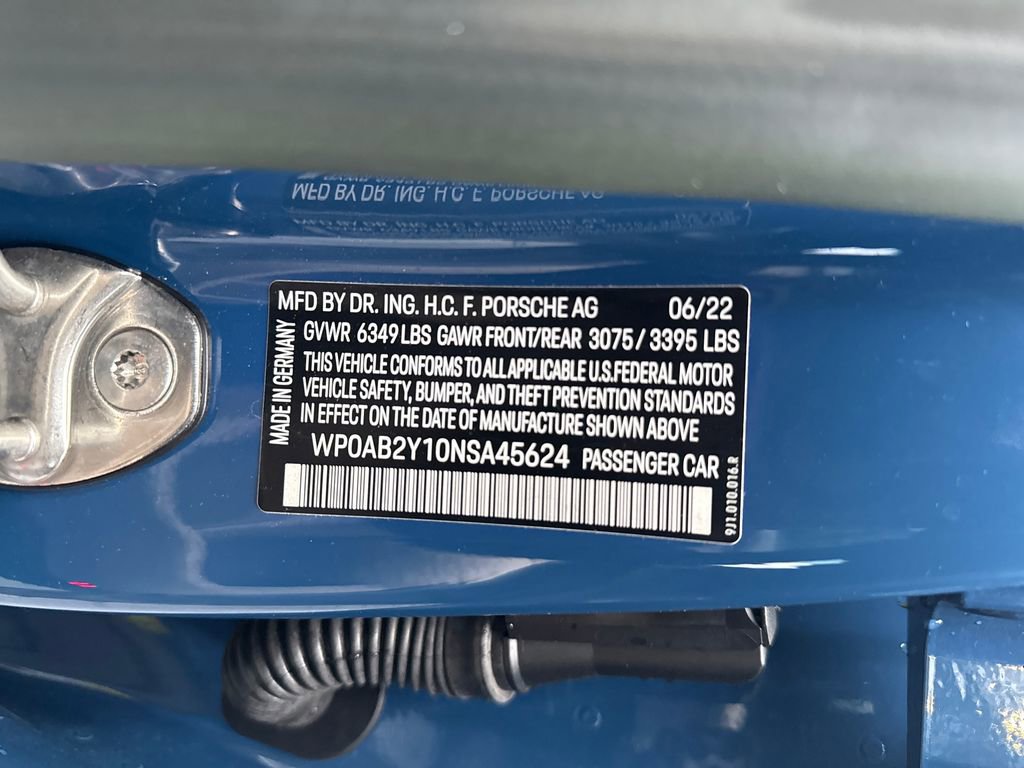 MFD BY DR. ING. H.C. F. PORSCHE AG 06/22
GVWR 6349 LBS GAWR FRONT/REAR 3075 / 3395 LBS
THIS VEHICLE CONFORMS TO ALL APPLICABLE U.S. FEDERAL MOTOR
VEHICLE SAFETY, BUMPER, AND THEFT PREVENTION STANDARDS
IN EFFECT ON THE DATE OF MANUFACTURE SHOWN ABOVE
WP0AB2Y10NSA45624 PASSENGER CAR
MADE IN GERMANY
9J1.010.016.R